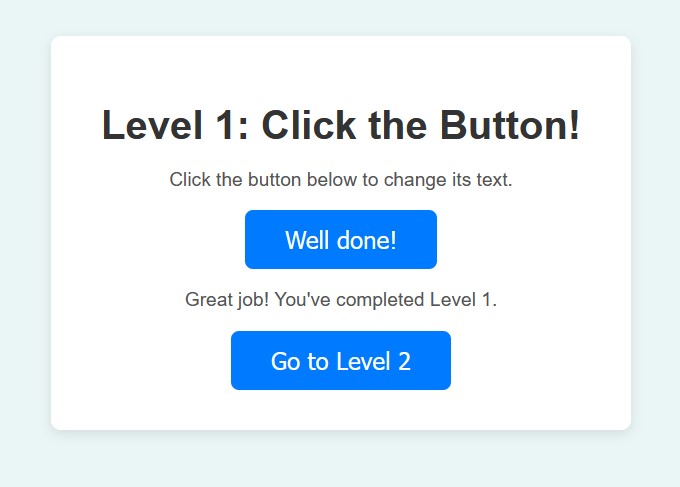 Level 1: Click the Button!
Click the button below to change its text.
Well done!
Great job! You've completed Level 1.
Go to Level 2